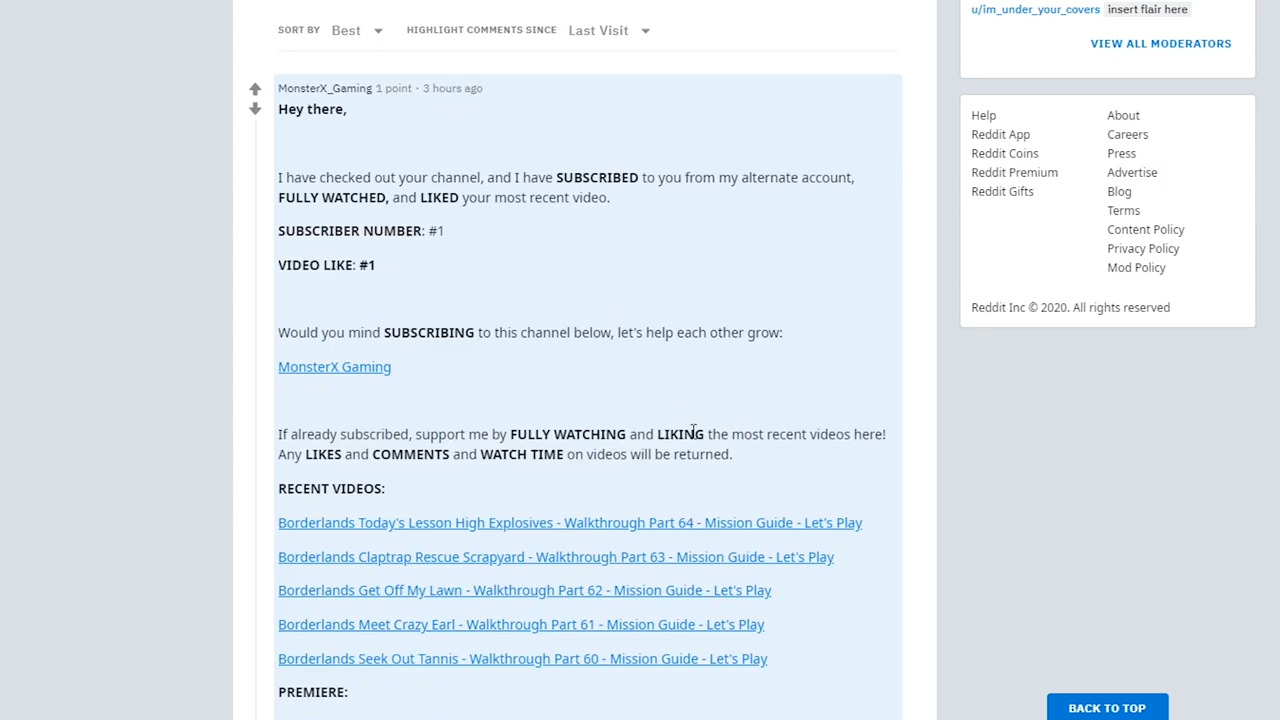 u/im_under_your_covers insert flair here
VIEW ALL MODERATORS
SORT BY Best HIGHLIGHT COMMENTS SINCE Last Visit
MonsterX_Gaming 1 point · 3 hours ago
Hey there,
I have checked out your channel, and I have SUBSCRIBED to you from my alternate account,
FULLY WATCHED, and LIKED your most recent video.
SUBSCRIBER NUMBER: #1
VIDEO LIKE: #1
Would you mind SUBSCRIBING to this channel below, let's help each other grow:
MonsterX Gaming
If already subscribed, support me by FULLY WATCHING and LIKING the most recent videos here!
Any LIKES and COMMENTS and WATCH TIME on videos will be returned.
RECENT VIDEOS:
Borderlands Today's Lesson High Explosives - Walkthrough Part 64 - Mission Guide - Let's Play
Borderlands Claptrap Rescue Scrapyard - Walkthrough Part 63 - Mission Guide - Let's Play
Borderlands Get Off My Lawn - Walkthrough Part 62 - Mission Guide - Let's Play
Borderlands Meet Crazy Earl - Walkthrough Part 61 - Mission Guide - Let's Play
Borderlands Seek Out Tannis - Walkthrough Part 60 - Mission Guide - Let's Play
PREMIERE:
Help
Reddit App
Reddit Coins
Reddit Premium
Reddit Gifts
About
Careers
Press
Advertise
Blog
Terms
Content Policy
Privacy Policy
Mod Policy
Reddit Inc © 2020. All rights reserved
BACK TO TOP